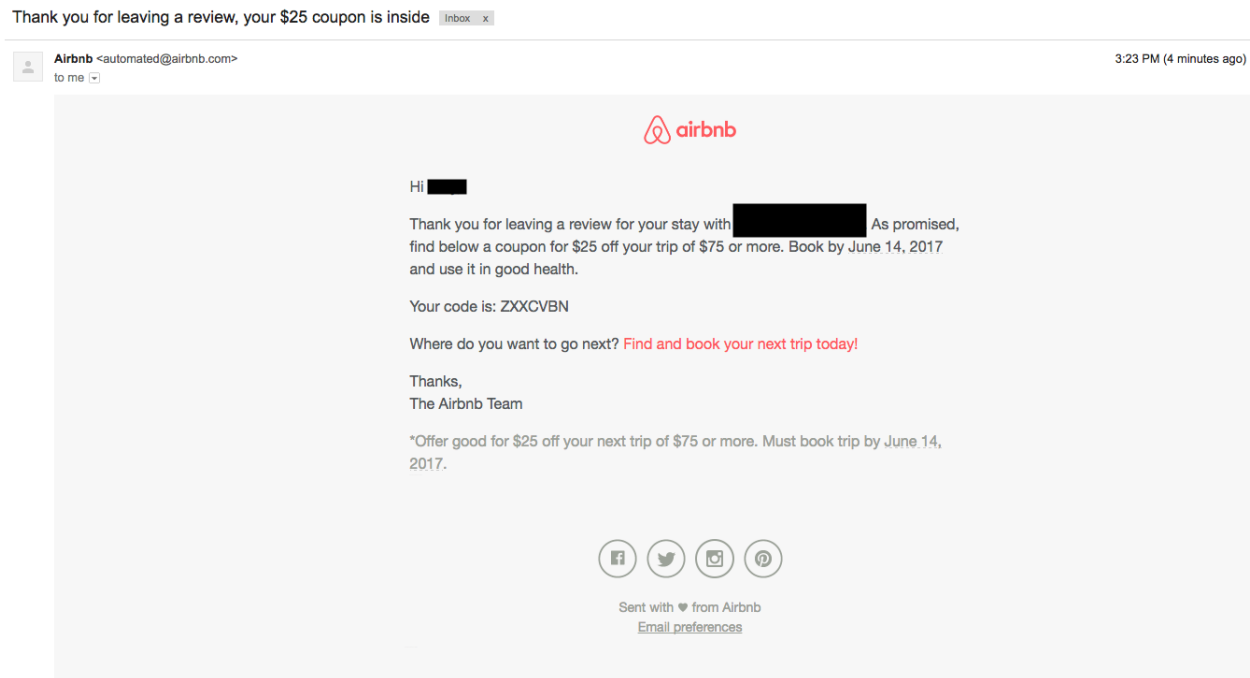 Thank you for leaving a review, your $25 coupon is inside Inbox x
Airbnb <automated@airbnb.com> 3:23 PM (4 minutes ago)
to me
airbnb
Hi
Thank you for leaving a review for your stay with As promised,
find below a coupon for $25 off your trip of $75 or more. Book by June 14, 2017
and use it in good health.
Your code is: ZXXCVBN
Where do you want to go next? Find and book your next trip today!
Thanks,
The Airbnb Team
*Offer good for $25 off your next trip of $75 or more. Must book trip by June 14,
2017.
Sent with ♥ from Airbnb
Email preferences